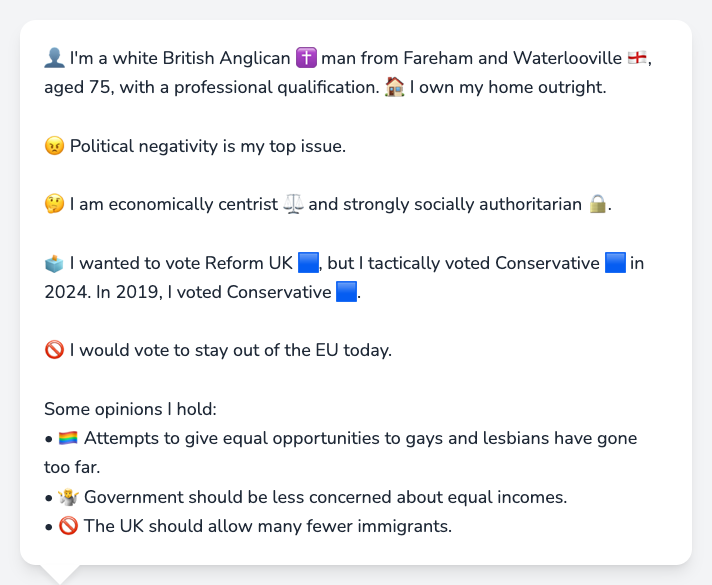 👤 I'm a white British Anglican ✝️ man from Fareham and Waterlooville 🏴󠁧󠁢󠁥󠁮󠁧󠁿,
aged 75, with a professional qualification. 🏠 I own my home outright.
😠 Political negativity is my top issue.
🤔 I am economically centrist ⚖️ and strongly socially authoritarian 🔒.
🗳️ I wanted to vote Reform UK 🟦, but I tactically voted Conservative 🟦 in
2024. In 2019, I voted Conservative 🟦.
🚫 I would vote to stay out of the EU today.
Some opinions I hold:
• 🏳️‍🌈 Attempts to give equal opportunities to gays and lesbians have gone
too far.
• 🤷 Government should be less concerned about equal incomes.
• 🚫 The UK should allow many fewer immigrants.